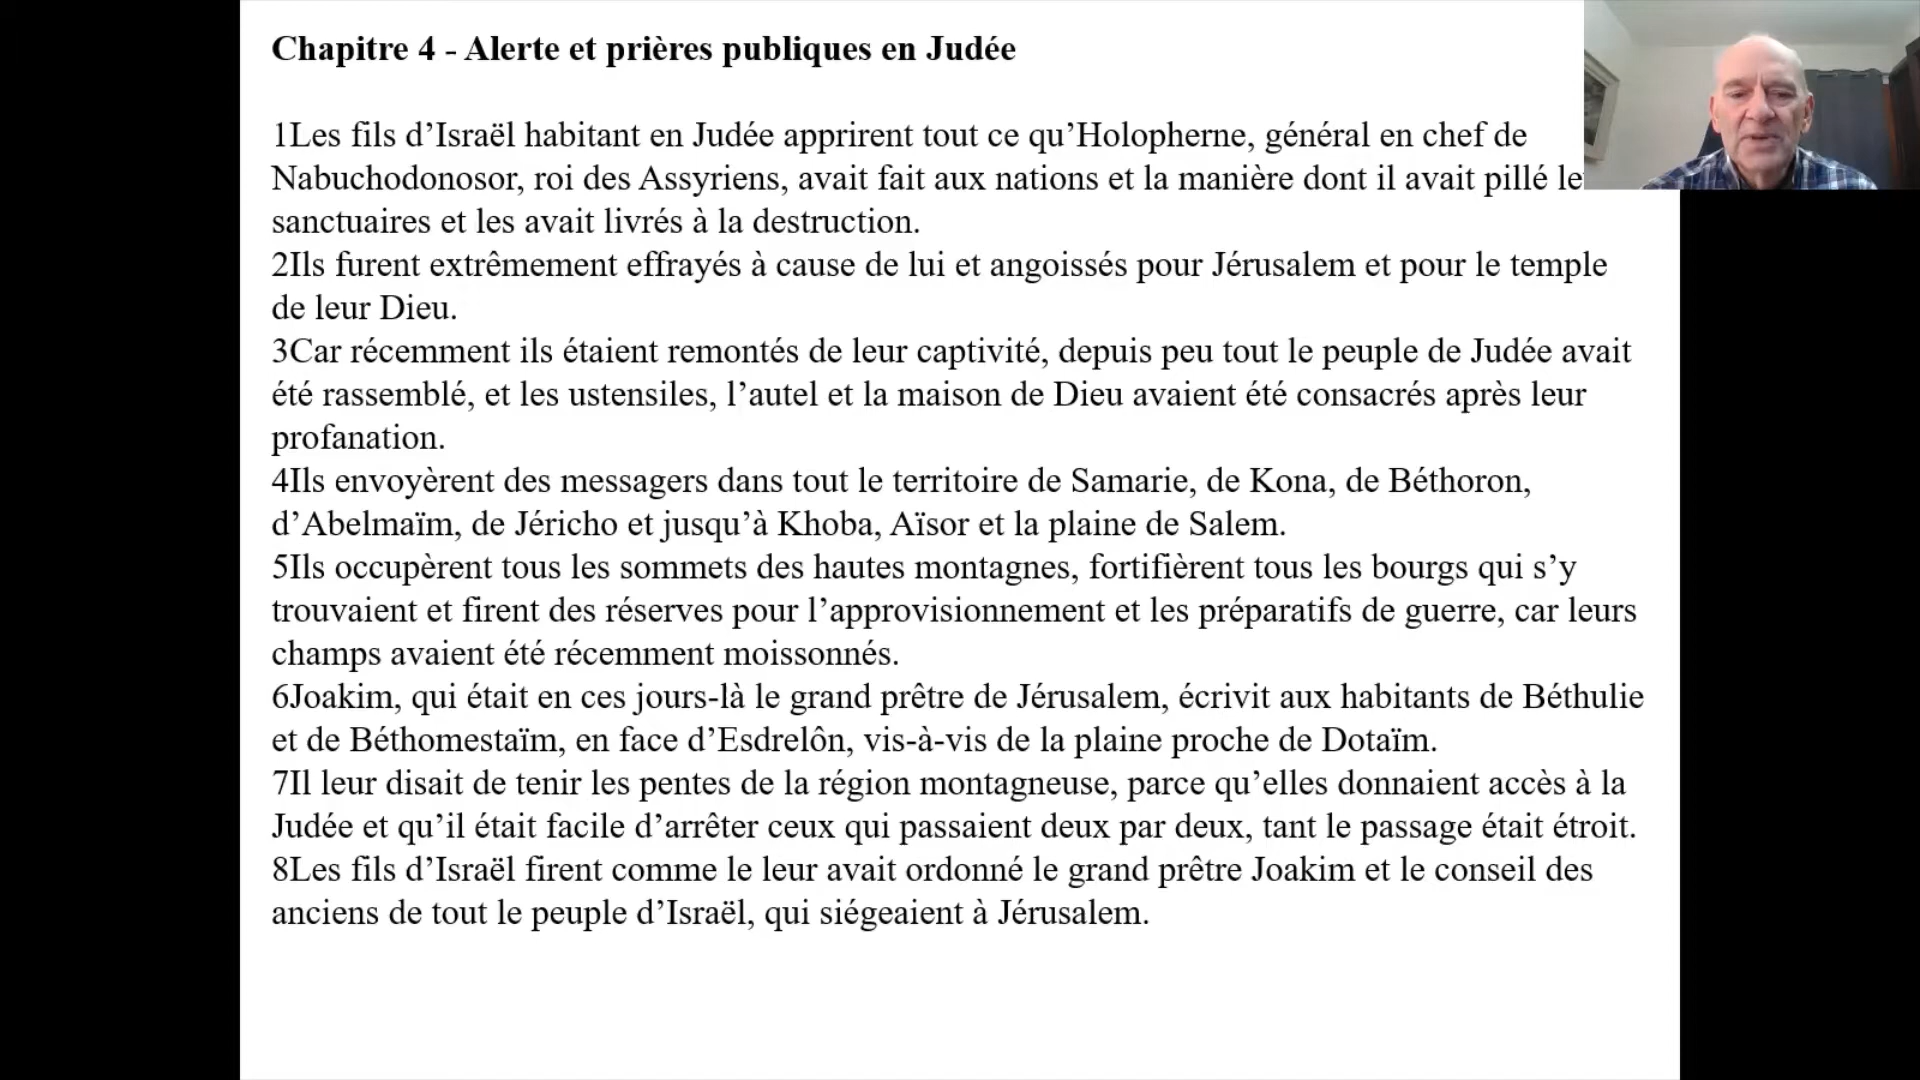 Chapitre 4 - Alerte et prières publiques en Judée
1Les fils d’Israël habitant en Judée apprirent tout ce qu’Holopherne, général en chef de
Nabuchodonosor, roi des Assyriens, avait fait aux nations et la manière dont il avait pillé
sanctuaires et les avait livrés à la destruction.
2Ils furent extrêmement effrayés à cause de lui et angoissés pour Jérusalem et pour le temple
de leur Dieu.
3Car récemment ils étaient remontés de leur captivité, depuis peu tout le peuple de Judée avait
été rassemblé, et les ustensiles, l’autel et la maison de Dieu avaient été consacrés après leur
profanation.
4Ils envoyèrent des messagers dans tout le territoire de Samarie, de Kona, de Béthoron,
d’Abelmaïm, de Jéricho et jusqu’à Khoba, Aïsor et la plaine de Salem.
5Ils occupèrent tous les sommets des hautes montagnes, fortifièrent tous les bourgs qui s’y
trouvaient et firent des réserves pour l’approvisionnement et les préparatifs de guerre, car leurs
champs avaient été récemment moissonnés.
6Joakim, qui était en ces jours-là le grand prêtre de Jérusalem, écrivit aux habitants de Béthulie
et de Béthomestaïm, en face d’Esdrelôn, vis-à-vis de la plaine proche de Dotaïm.
7Il leur disait de tenir les pentes de la région montagneuse, parce qu’elles donnaient accès à la
Judée et qu’il était facile d’arrêter ceux qui passaient deux par deux, tant le passage était étroit.
8Les fils d’Israël firent comme le leur avait ordonné le grand prêtre Joakim et le conseil des
anciens de tout le peuple d’Israël, qui siégeaient à Jérusalem.